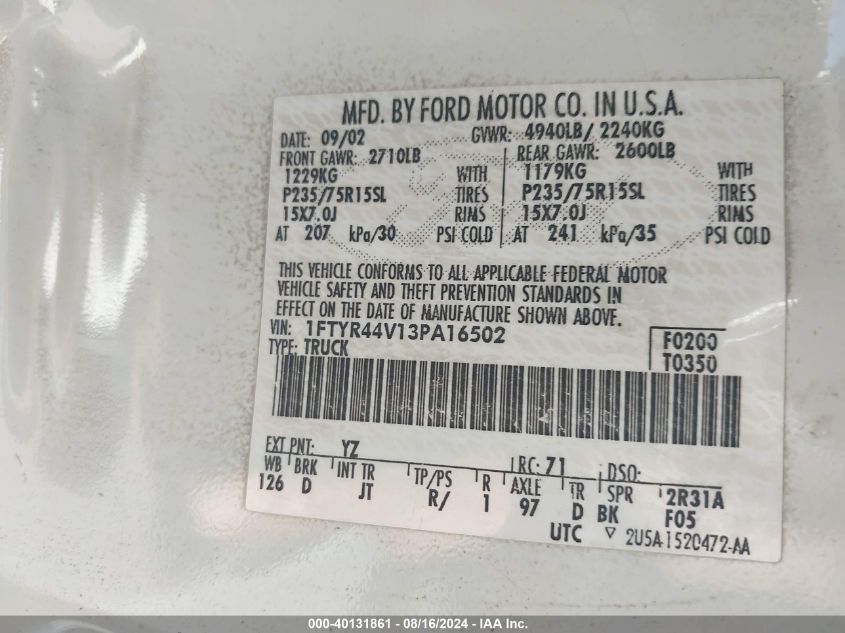 MFD. BY FORD MOTOR CO. IN U.S.A.
DATE: 09/02 GVWR: 4940LB/ 2240KG
FRONT GAWR: 2710LB REAR GAWR: 2600LB
1229KG WITH 1179KG WITH
P235/75R15SL TIRES P235/75R15SL TIRES
15X7.0J RIMS 15X7.0J RIMS
AT 207 kPa/30 PSI COLD AT 241 kPa/35 PSI COLD
THIS VEHICLE CONFORMS TO ALL APPLICABLE FEDERAL MOTOR
VEHICLE SAFETY AND THEFT PREVENTION STANDARDS IN
EFFECT ON THE DATE OF MANUFACTURE SHOWN ABOVE.
VIN: 1FTYR44V13PA16502 F0200
TYPE: TRUCK T0350
EXT PNT: YZ RC: 71 DSO:
WB BRK INT TR TP/PS R AXLE TR SPR 2R31A
126 D JT R/ 1 97 D BK F05
UTC ▽ 2U5A-1520472-AA
000-40131861 - 08/16/2024 - IAA Inc.